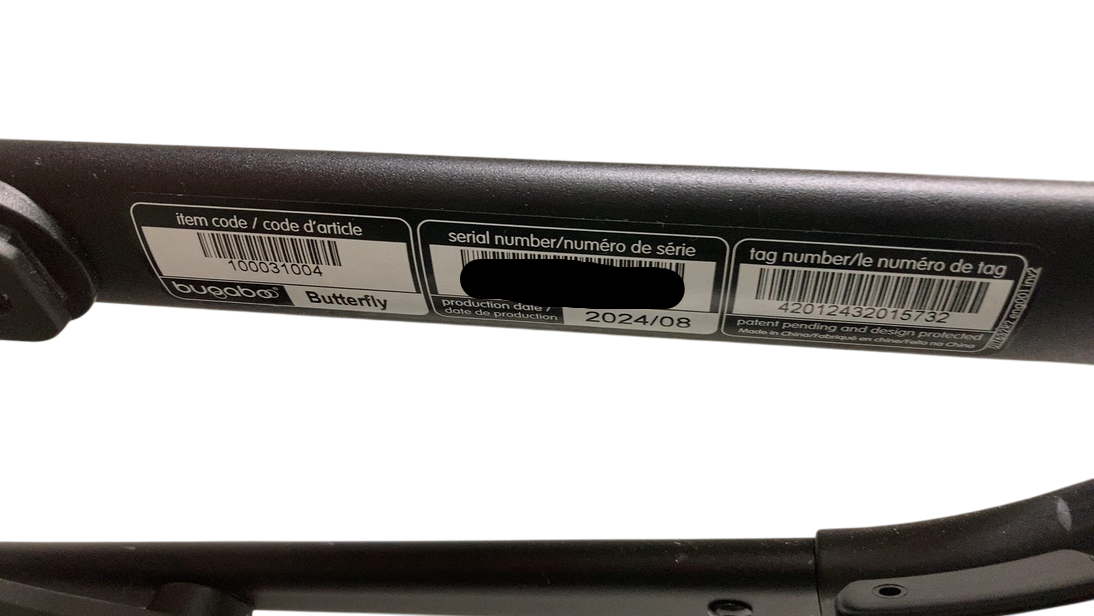 item code / code d'article
100031004
bugaboo Butterfly
serial number/numéro de série
production date /
date de production
2024/08
tag number/le numéro de tag
42012432015732
patent pending and design protected
Made in China/Fabriqué en chine/Feito na China